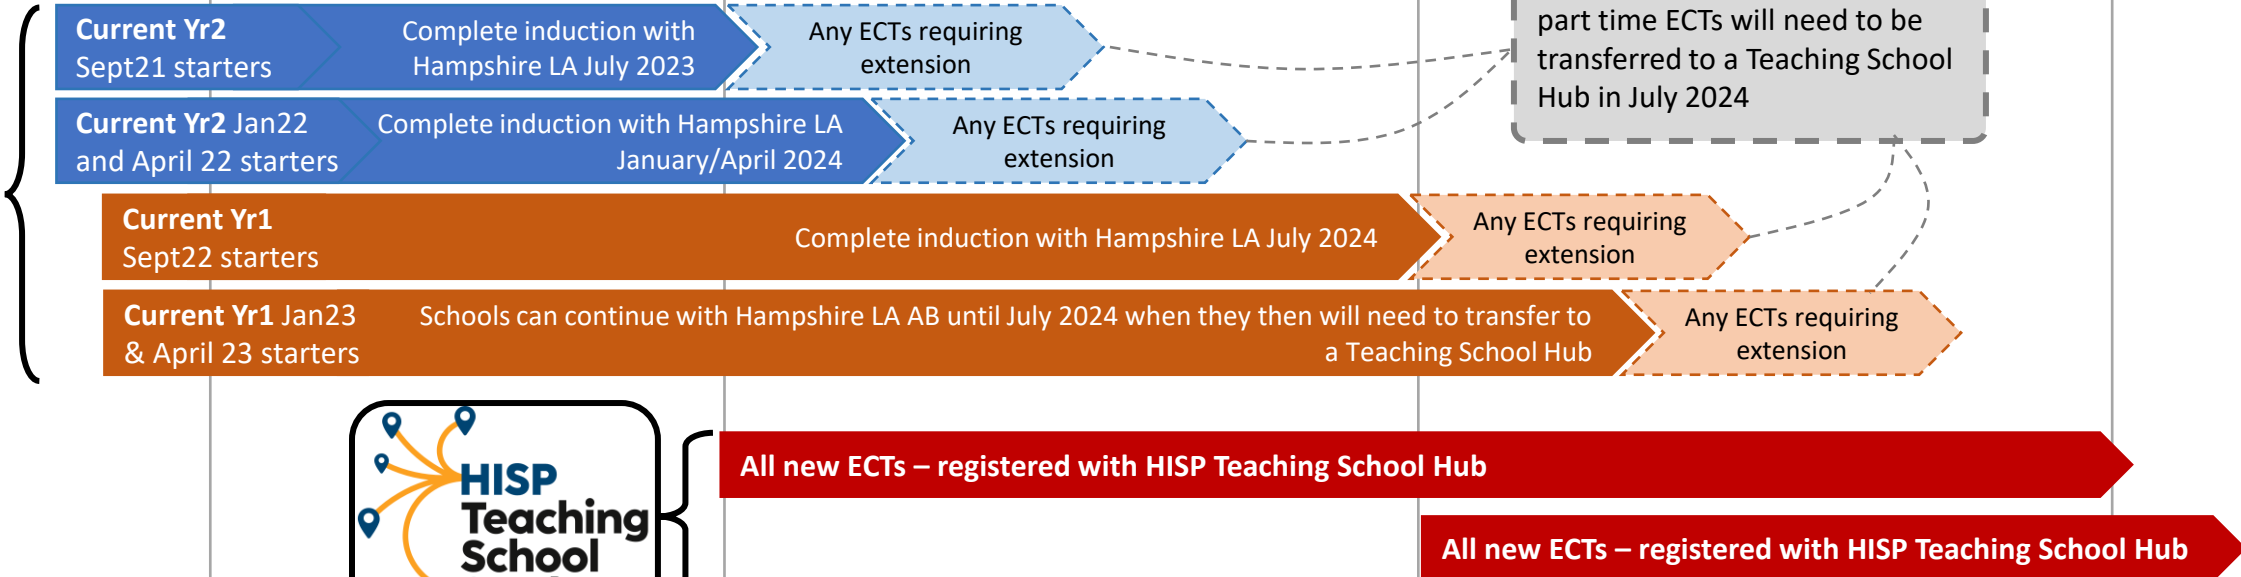 Current Yr2
Sept21 starters
Complete induction with
Hampshire LA July 2023
Any ECTs requiring
extension
part time ECTs will need to be
transferred to a Teaching School
Hub in July 2024
Current Yr2 Jan22
and April 22 starters
Complete induction with Hampshire LA
January/April 2024
Any ECTs requiring
extension
Current Yr1
Sept22 starters
Complete induction with Hampshire LA July 2024
Any ECTs requiring
extension
Current Yr1 Jan23
& April 23 starters
Schools can continue with Hampshire LA AB until July 2024 when they then will need to transfer to
a Teaching School Hub
Any ECTs requiring
extension
HISP
Teaching
School
All new ECTs – registered with HISP Teaching School Hub
All new ECTs – registered with HISP Teaching School Hub